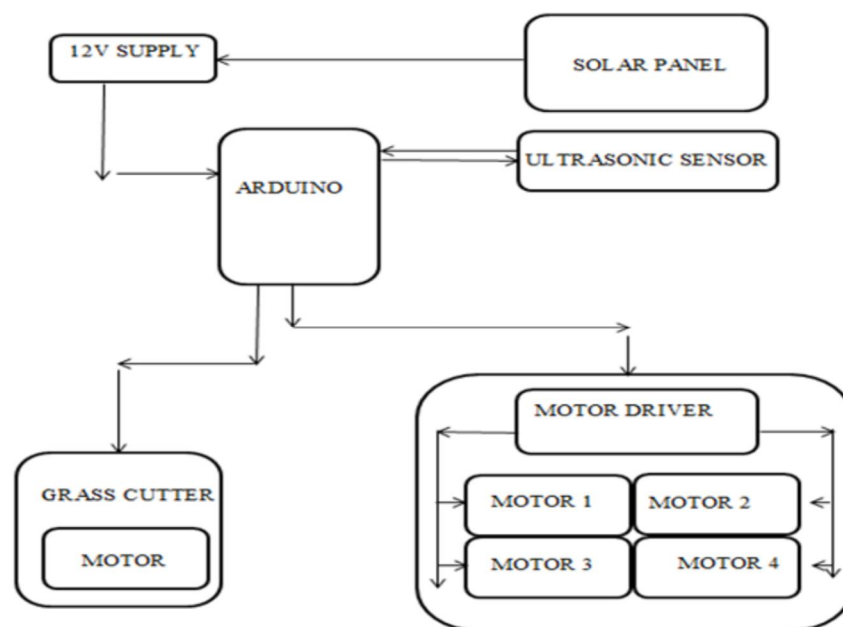 12V SUPPLY
SOLAR PANEL
ULTRASONIC SENSOR
ARDUINO
MOTOR DRIVER
GRASS CUTTER
MOTOR 1
MOTOR 2
MOTOR
MOTOR 3
MOTOR 4